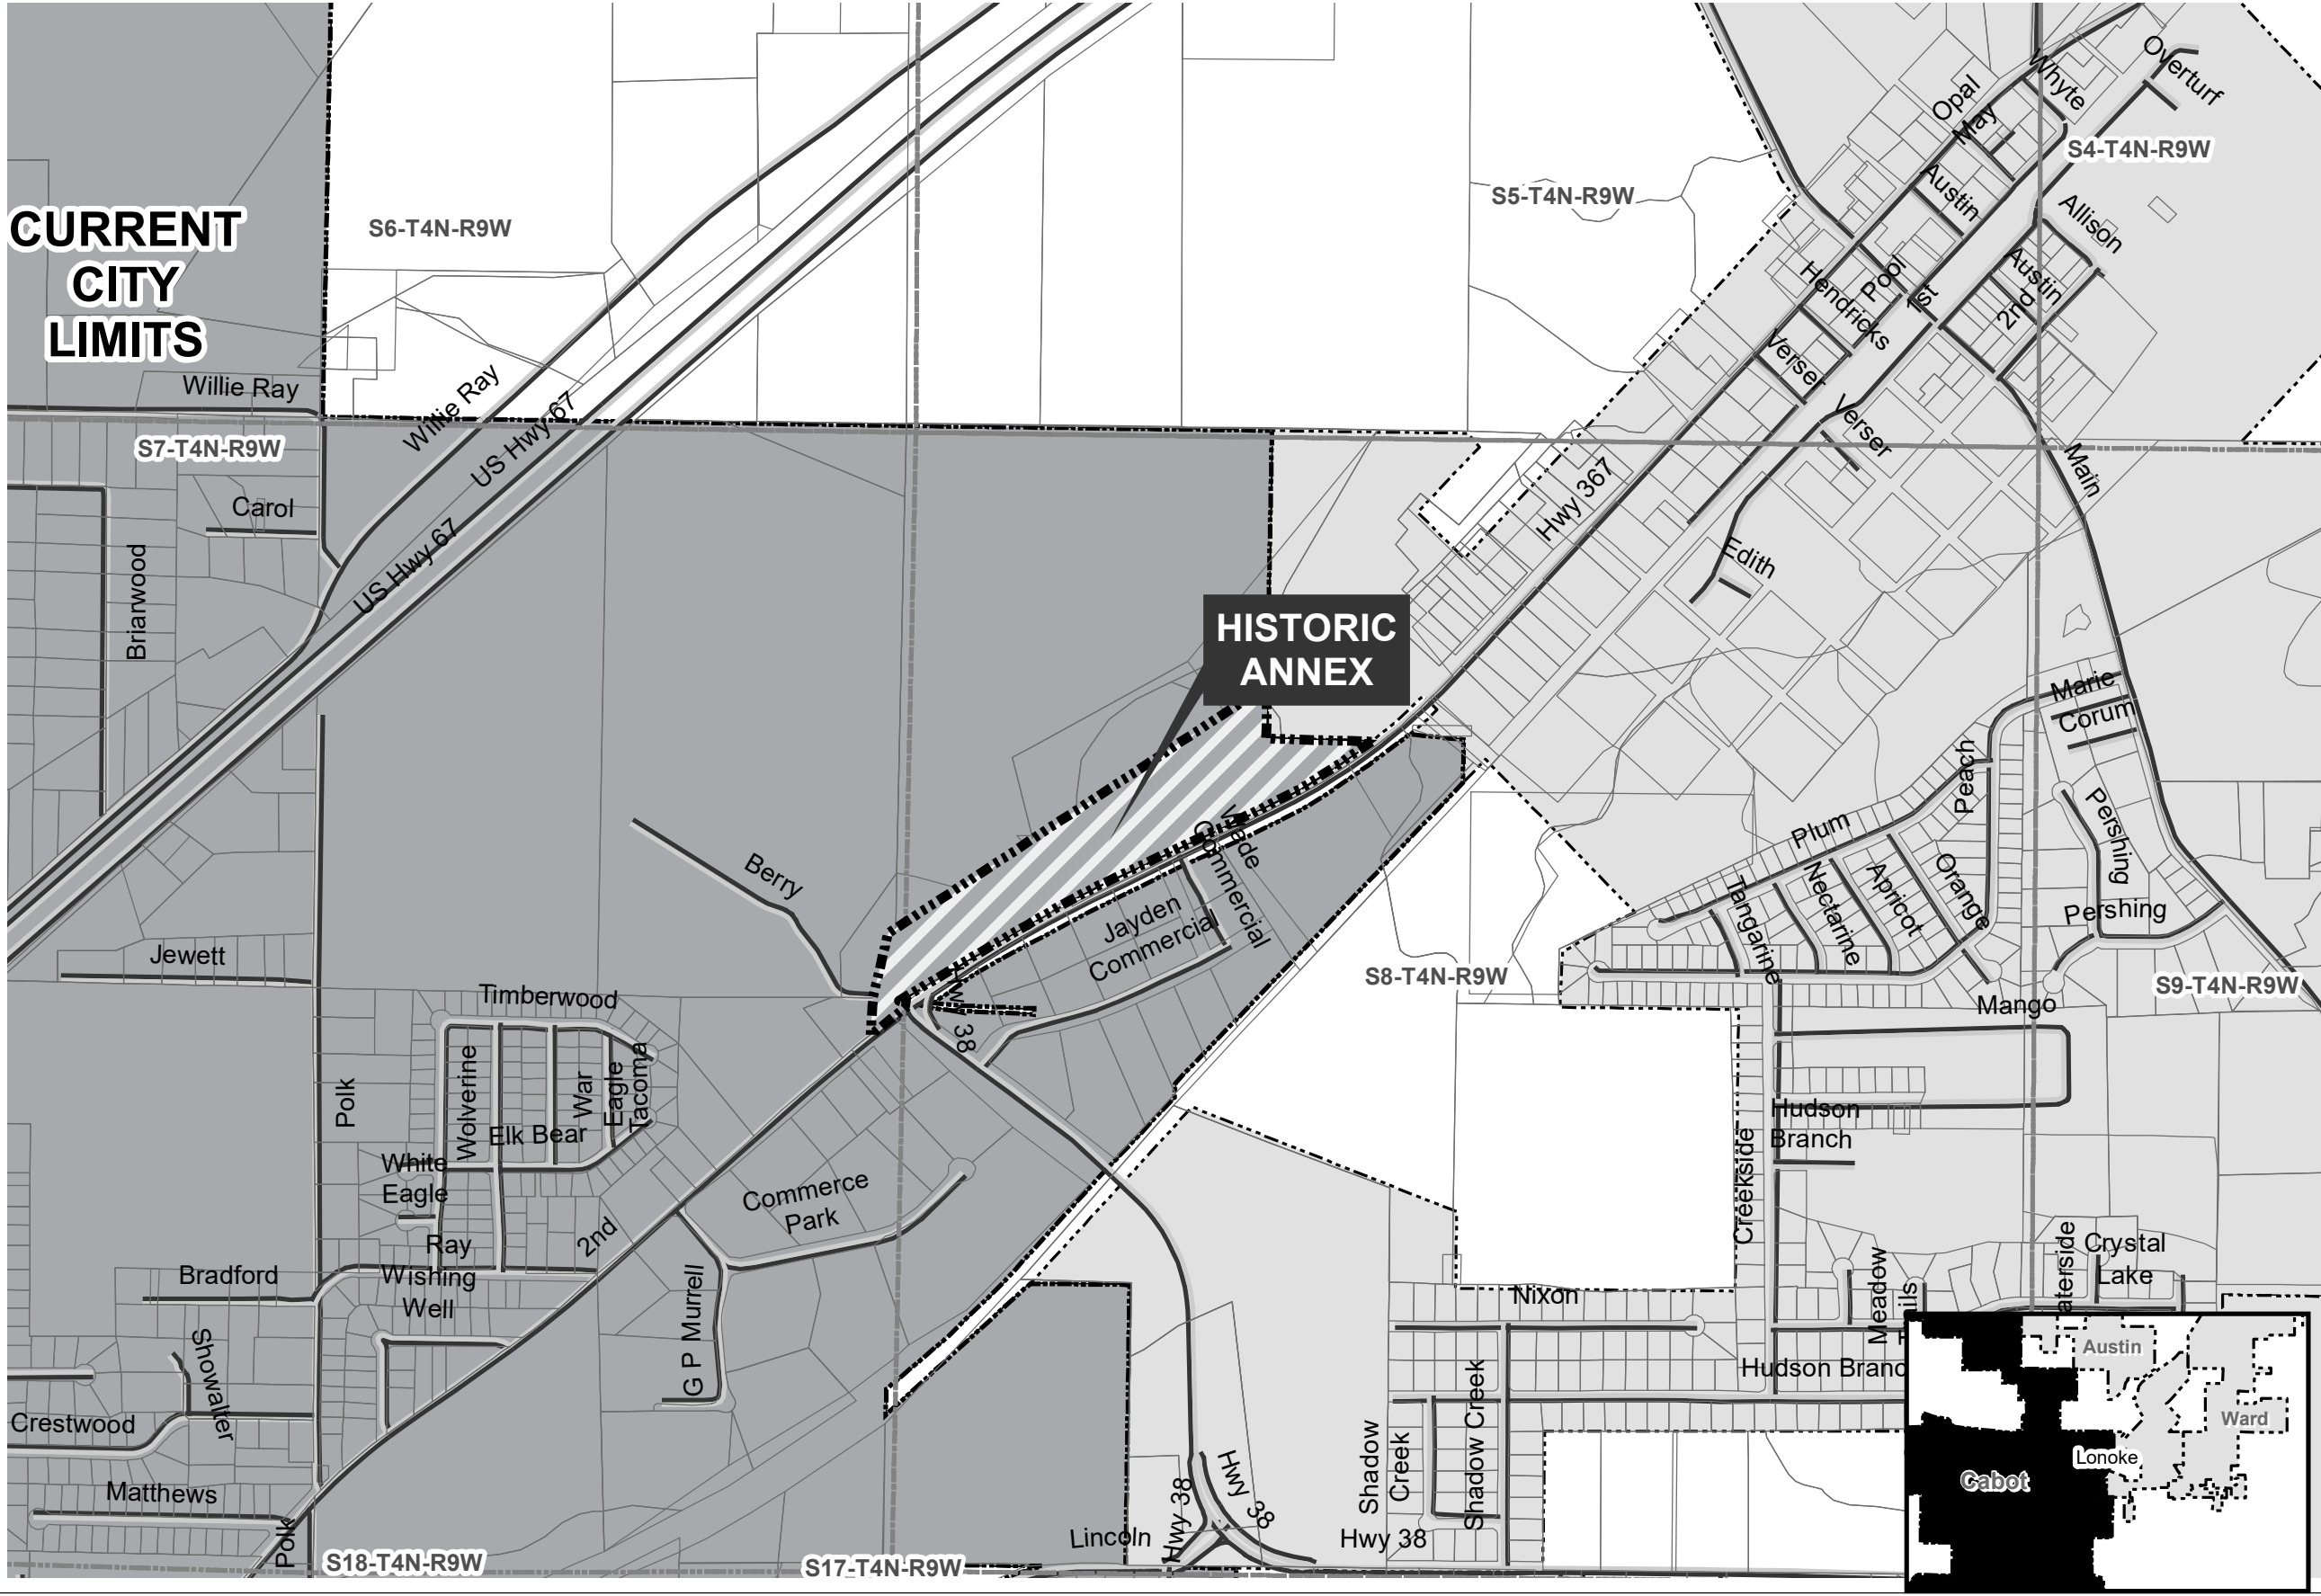 Overturf
Whyte
Opal
May
S4-T4N-R9W
Austin
S5-T4N-R9W
Allison
S6-T4N-R9W
CURRENT
CITY
LIMITS
Austin
Pool
Hendricks
1st
2nd
Verser
Willie Ray
Willie Ray
US Hwy 67
Verser
S7-T4N-R9W
Main
Hwy 367
Carol
US Hwy 67
Edith
Briarwood
HISTORIC
ANNEX
Marie
Corum
Peach
Pershing
Plum
Wade
Commercial
Berry
Orange
Apricot
Nectarine
Tangarine
Pershing
Jayden
Commercial
Jewett
S8-T4N-R9W
S9-T4N-R9W
Timberwood
Mango
38
Polk
Wolverine
War
Eagle
Tacoma
Elk Bear
Hudson
Branch
White
Eagle
Creekside
Commerce
Park
Ray
2nd
Bradford
Wishing
Well
G P Murrell
Nixon
Meadow
Crystal
Lake
Showalter
Hudson Branc
Crestwood
Shadow
Creek
Shadow Creek
Matthews
Hwy 38
Hwy 38
Lincoln
Hwy 38
Polk
S18-T4N-R9W
S17-T4N-R9W
Austin
Ward
Lonoke
Cabot